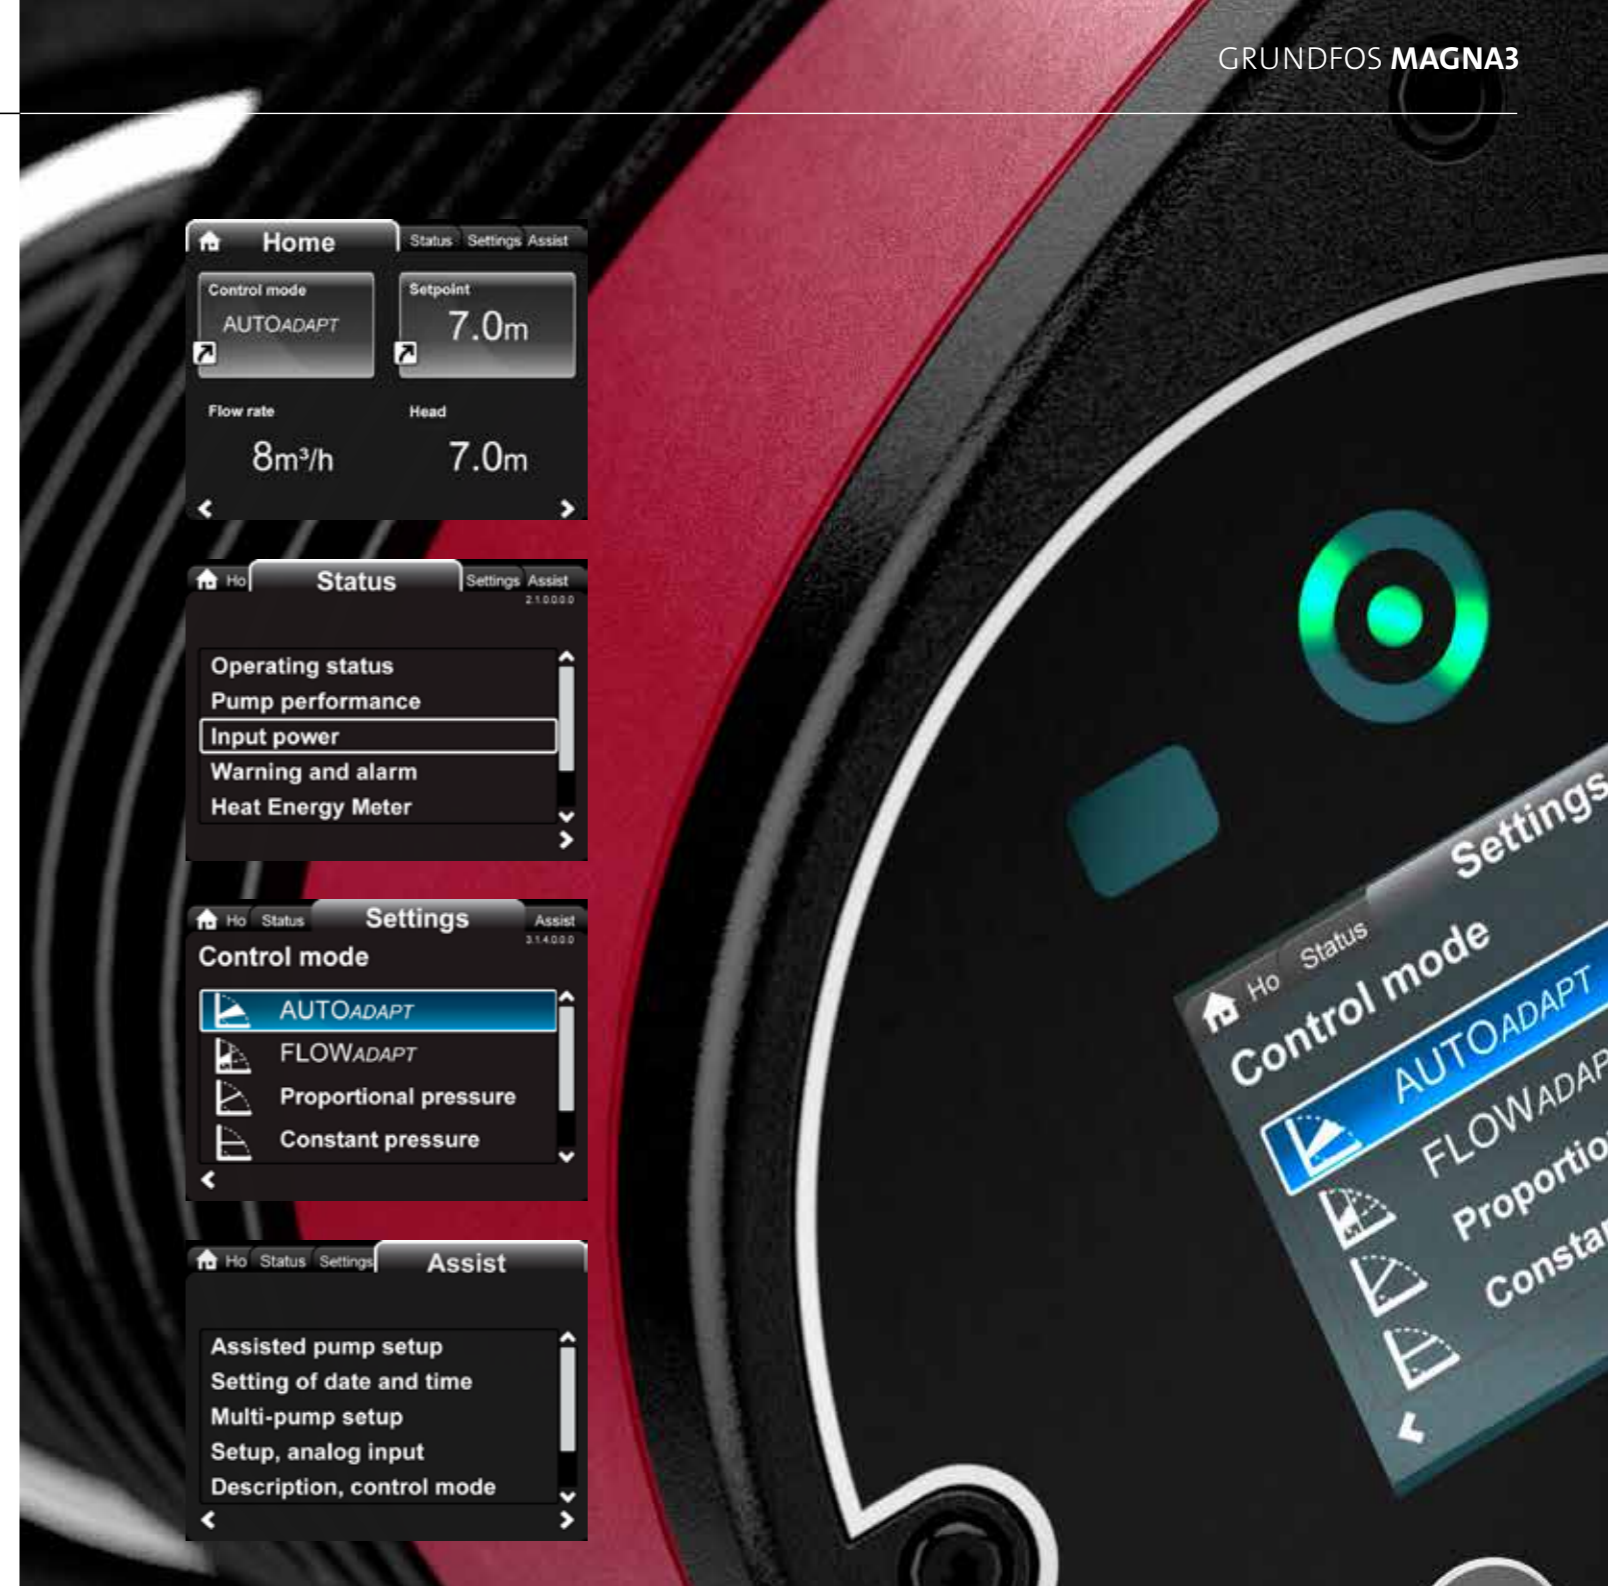 GRUNDFOS MAGNA3
Home Status Settings Assist
Control mode Setpoint
AUTOADAPT 7.0m
Flow rate Head
8m³/h 7.0m
Ho Status Settings Assist
2.1.0.0.0.0
Operating status
Pump performance
Input power
Warning and alarm
Heat Energy Meter
Ho Status Settings Assist
3.1.4.0.0.0
Control mode
AUTOADAPT
FLOWADAPT
Proportional pressure
Constant pressure
Ho Status Settings Assist
Assisted pump setup
Setting of date and time
Multi-pump setup
Setup, analog input
Description, control mode
Ho Status Settings
Control mode
AUTOADAPT
FLOWADAP
Proportio
Consta